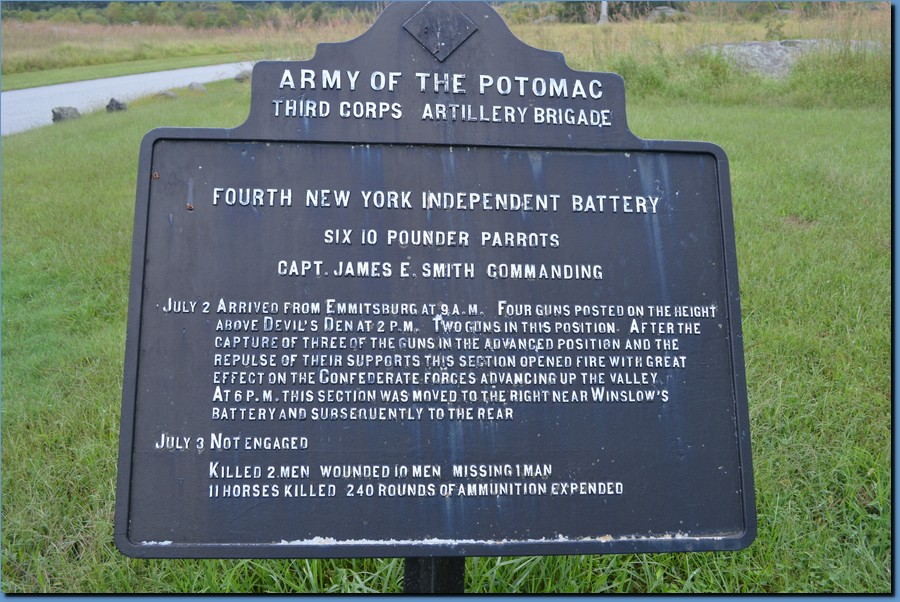 ARMY OF THE POTOMAC
THIRD CORPS ARTILLERY BRIGADE
FOURTH NEW YORK INDEPENDENT BATTERY
SIX 10 POUNDER PARROTS
CAPT. JAMES E. SMITH COMMANDING
JULY 2 ARRIVED FROM EMMITSBURG AT 9 A.M. FOUR GUNS POSTED ON THE HEIGHT
ABOVE DEVIL'S DEN AT 2 P.M. TWO GUNS IN THIS POSITION. AFTER THE
CAPTURE OF THREE OF THE GUNS IN THE ADVANCED POSITION AND THE
REPULSE OF THEIR SUPPORTS THIS SECTION OPENED FIRE WITH GREAT
EFFECT ON THE CONFEDERATE FORCES ADVANCING UP THE VALLEY
AT 6 P.M. THIS SECTION WAS MOVED TO THE RIGHT NEAR WINSLOW'S
BATTERY AND SUBSEQUENTLY TO THE REAR
JULY 3 NOT ENGAGED
KILLED 2 MEN WOUNDED 10 MEN MISSING 1 MAN
11 HORSES KILLED 240 ROUNDS OF AMMUNITION EXPENDED